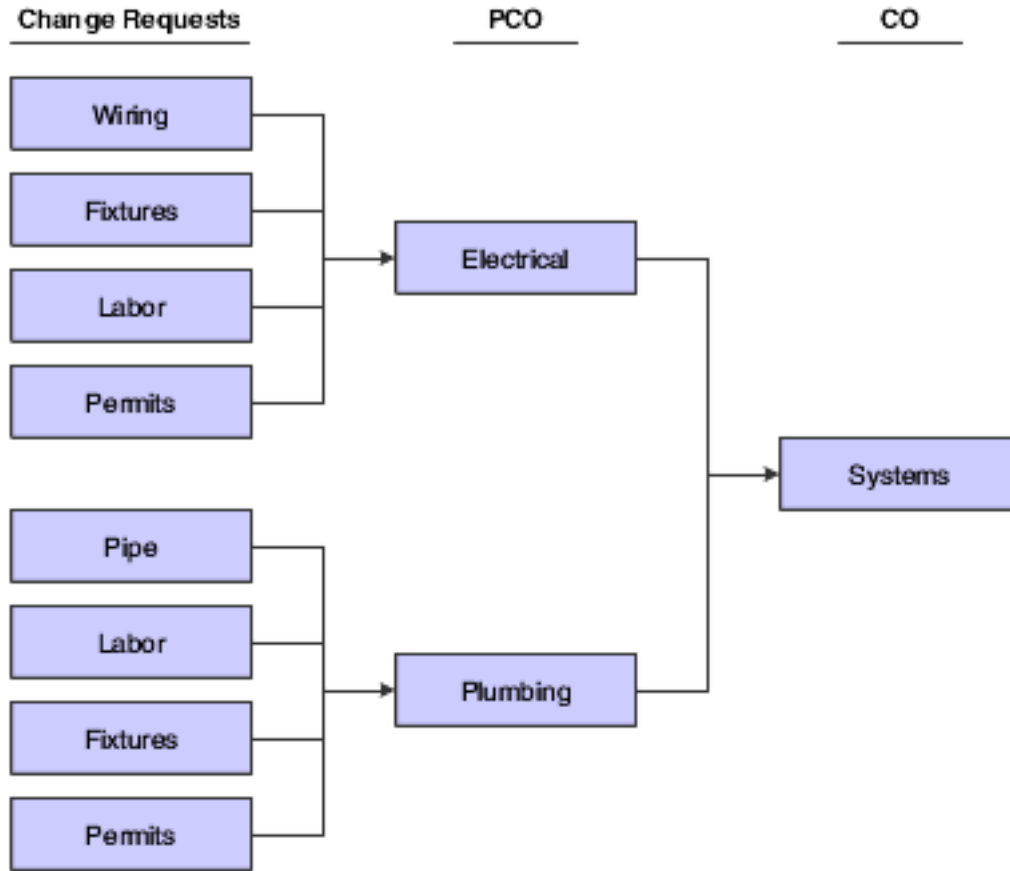 Change Requests
PCO
CO
Wiring
Fixtures
Labor
Permits
Electrical
Systems
Pipe
Labor
Fixtures
Permits
Plumbing